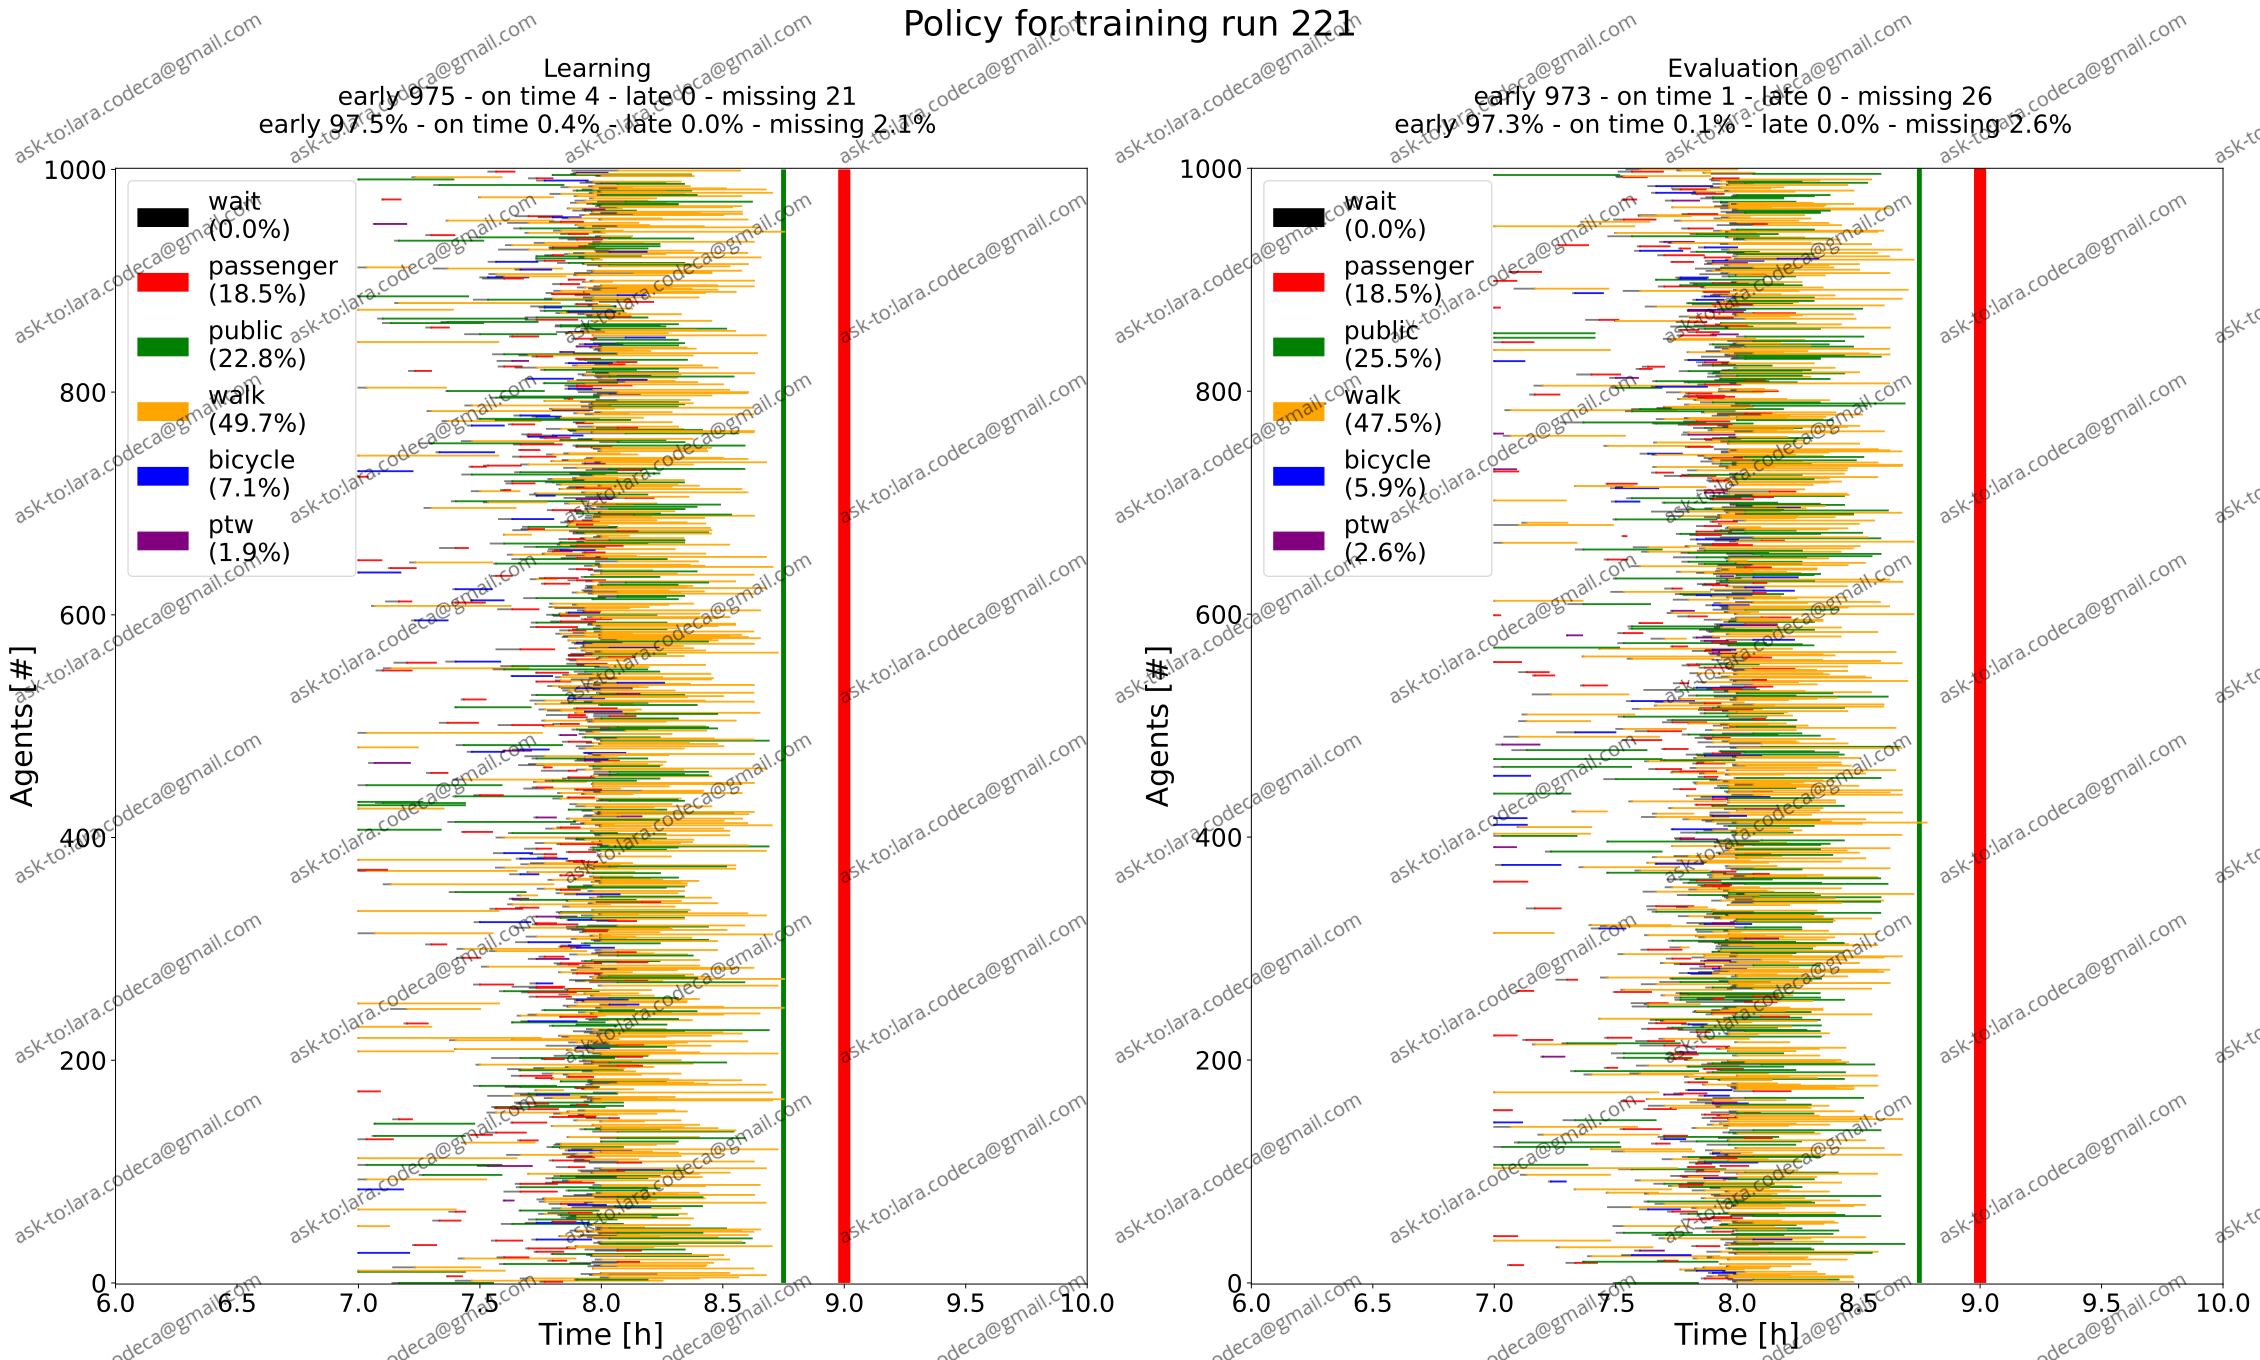 Policy for training run 221
Learning
early 975 - on time 4 - late 0 - missing 21
early 97.5% - on time 0.4% - late 0.0% - missing 2.1%
1000
800
600
400
200
0
Agents [#]
wait
(0.0%)
passenger
(18.5%)
public
(22.8%)
walk
(49.7%)
bicycle
(7.1%)
ptw
(1.9%)
6.0 6.5 7.0 7.5 8.0 8.5 9.0 9.5 10.0
Time [h]
Evaluation
early 973 - on time 1 - late 0 - missing 26
early 97.3% - on time 0.1% - late 0.0% - missing 2.6%
1000
800
600
400
200
0
Agents [#]
wait
(0.0%)
passenger
(18.5%)
public
(25.5%)
walk
(47.5%)
bicycle
(5.9%)
ptw
(2.6%)
6.0 6.5 7.0 7.5 8.0 8.5 9.0 9.5 10.0
Time [h]
ask-to:lara.codeca@gmail.com